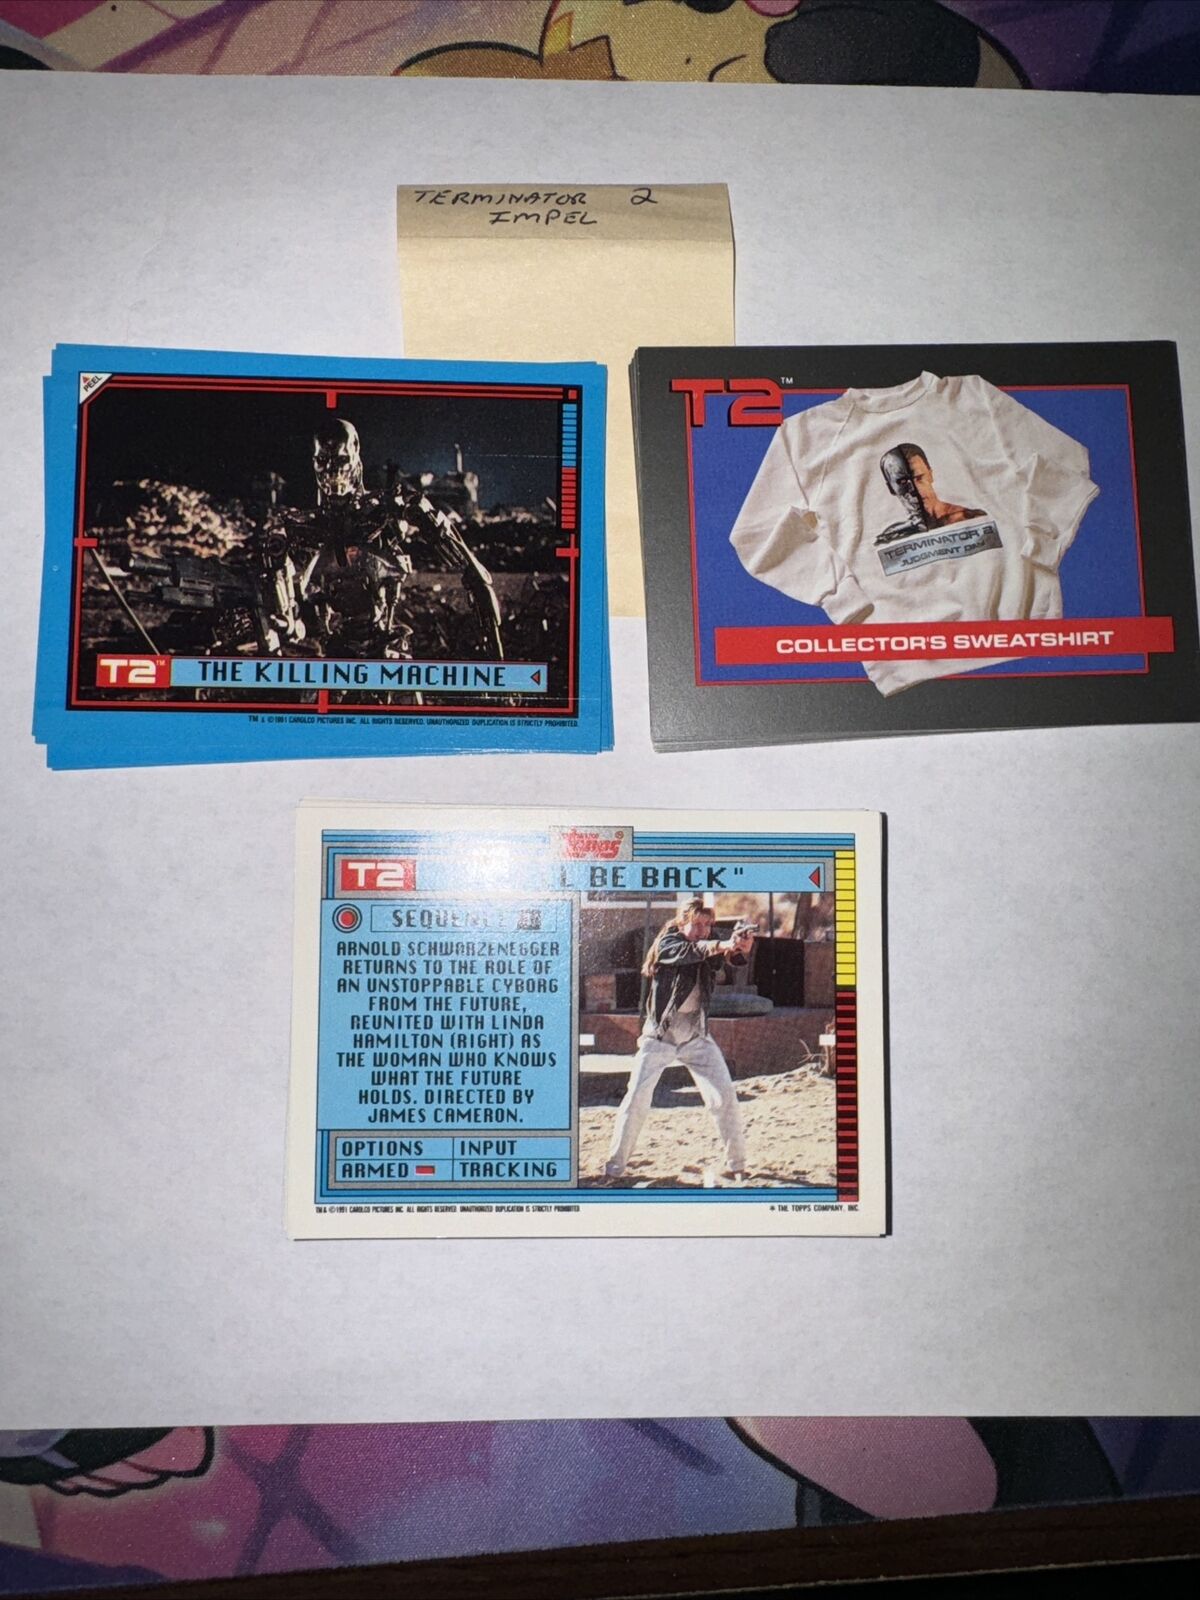 TERMINATOR 2
IMPEL
PEEL
T2™
THE KILLING MACHINE
TM & © 1991 CAROLCO PICTURES INC. ALL RIGHTS RESERVED. UNAUTHORIZED DUPLICATION IS STRICTLY PROHIBITED.
T2™
TERMINATOR 2
JUDGMENT DAY
COLLECTOR'S SWEATSHIRT
Topps®
T2
BE BACK"
SEQUENCE
ARNOLD SCHWARZENEGGER
RETURNS TO THE ROLE OF
AN UNSTOPPABLE CYBORG
FROM THE FUTURE,
REUNITED WITH LINDA
HAMILTON (RIGHT) AS
THE WOMAN WHO KNOWS
WHAT THE FUTURE
HOLDS. DIRECTED BY
JAMES CAMERON.
OPTIONS INPUT
ARMED TRACKING
TM & © 1991 CAROLCO PICTURES INC. ALL RIGHTS RESERVED. UNAUTHORIZED DUPLICATION IS STRICTLY PROHIBITED
* THE TOPPS COMPANY, INC.